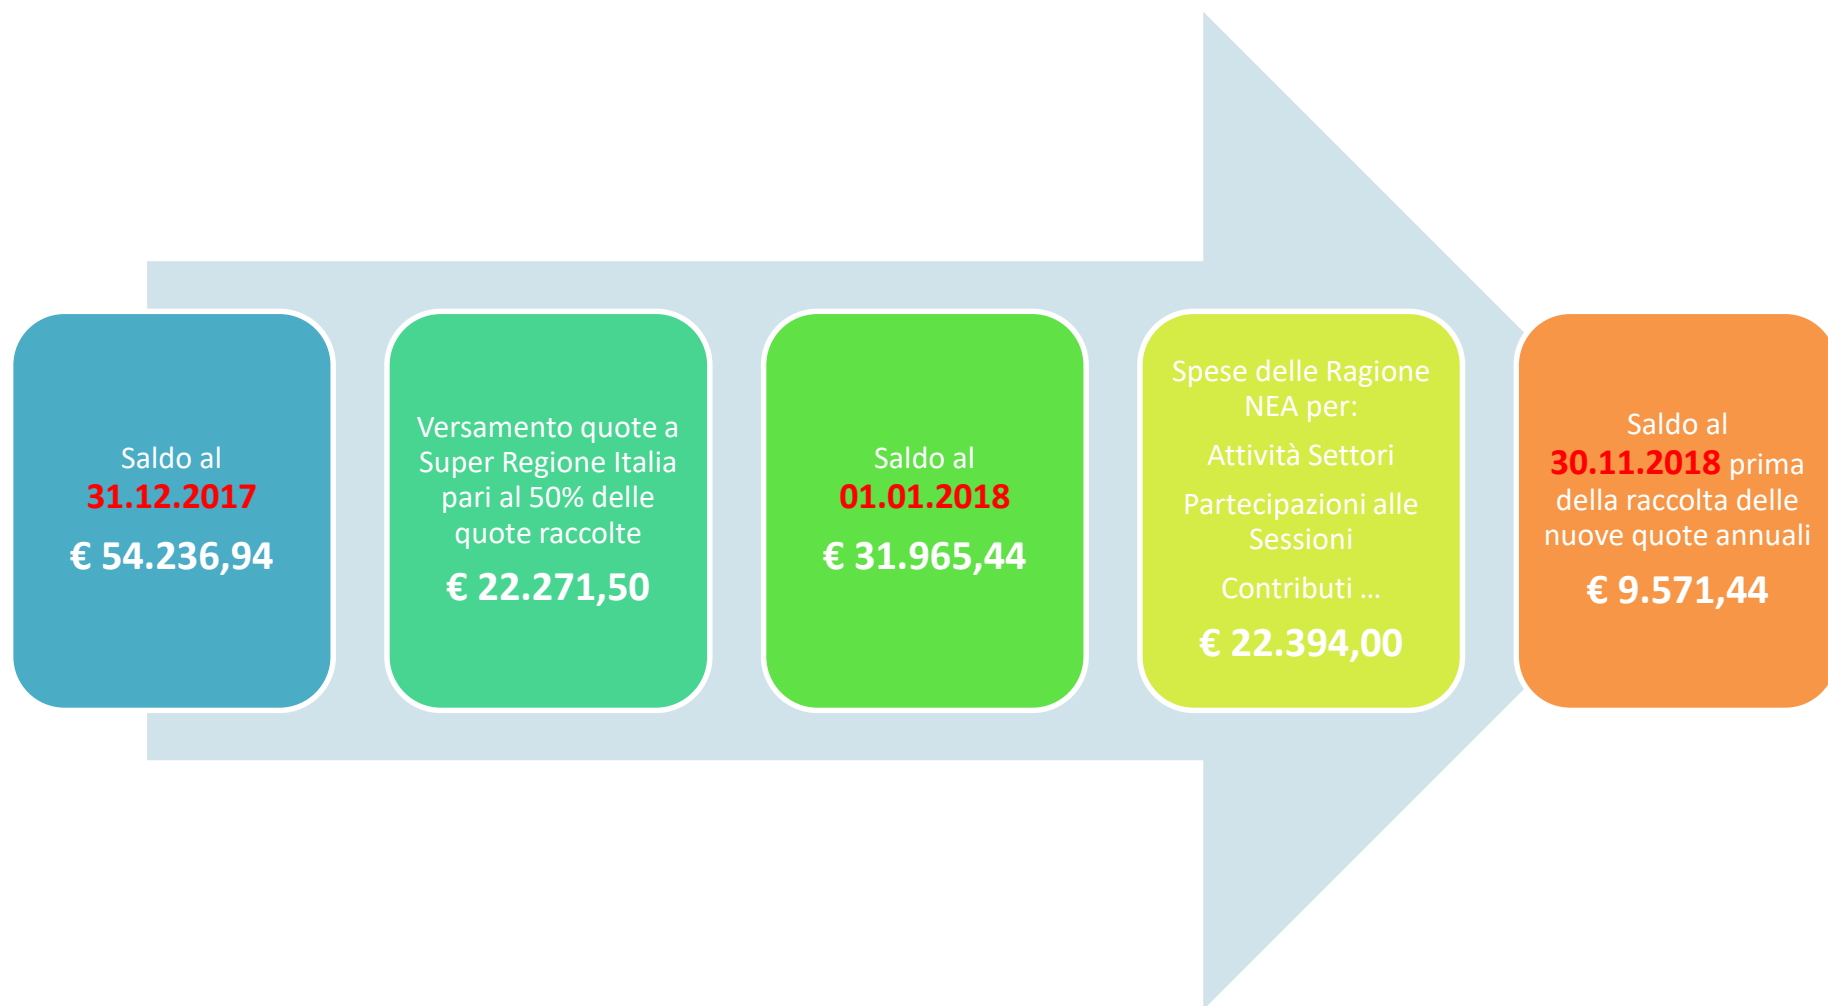 Saldo al
31.12.2017
€ 54.236,94
Versamento quote a
Super Regione Italia
pari al 50% delle
quote raccolte
€ 22.271,50
Saldo al
01.01.2018
€ 31.965,44
Spese delle Ragione
NEA per:
Attività Settori
Partecipazioni alle
Sessioni
Contributi ...
€ 22.394,00
Saldo al
30.11.2018 prima
della raccolta delle
nuove quote annuali
€ 9.571,44